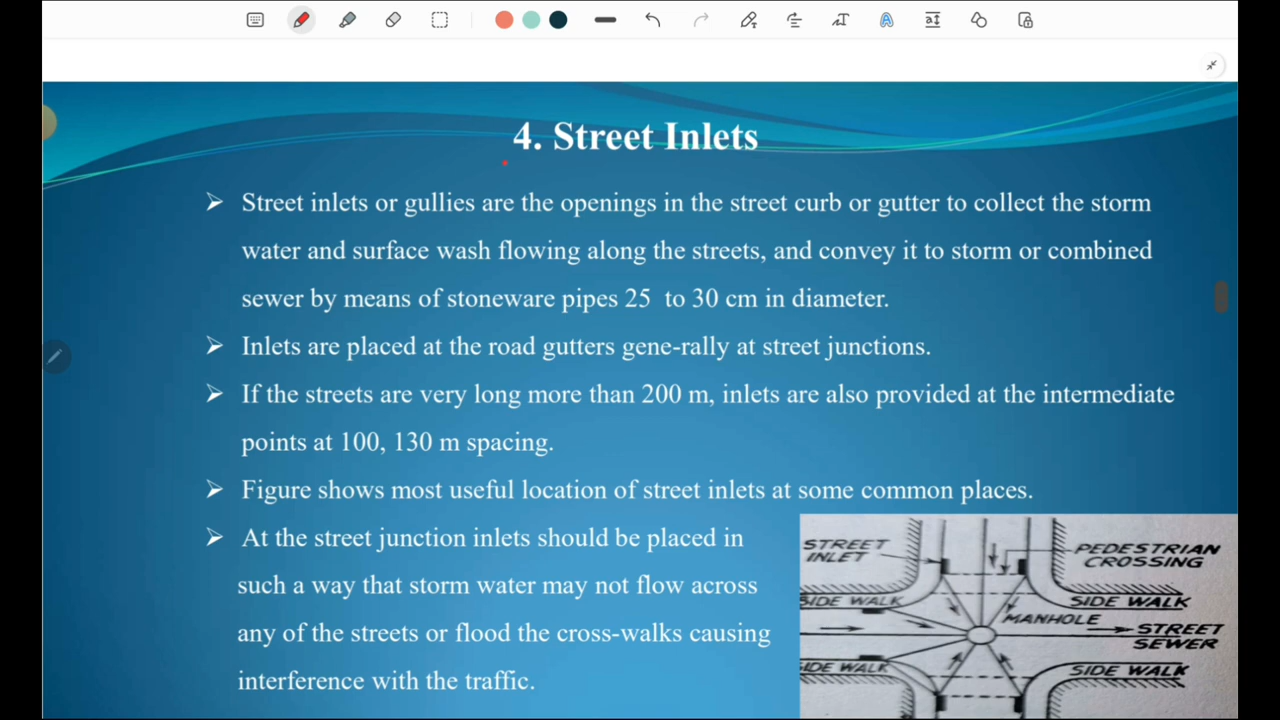 4. Street Inlets
Street inlets or gullies are the openings in the street curb or gutter to collect the storm
water and surface wash flowing along the streets, and convey it to storm or combined
sewer by means of stoneware pipes 25 to 30 cm in diameter.
Inlets are placed at the road gutters gene-rally at street junctions.
If the streets are very long more than 200 m, inlets are also provided at the intermediate
points at 100, 130 m spacing.
Figure shows most useful location of street inlets at some common places.
At the street junction inlets should be placed in
such a way that storm water may not flow across
any of the streets or flood the cross-walks causing
interference with the traffic.
STREET
INLET
PEDESTRIAN
CROSSING
SIDE WALK
SIDE WALK
MANHOLE
STREET
SEWER
SIDE WALK
SIDE WALK